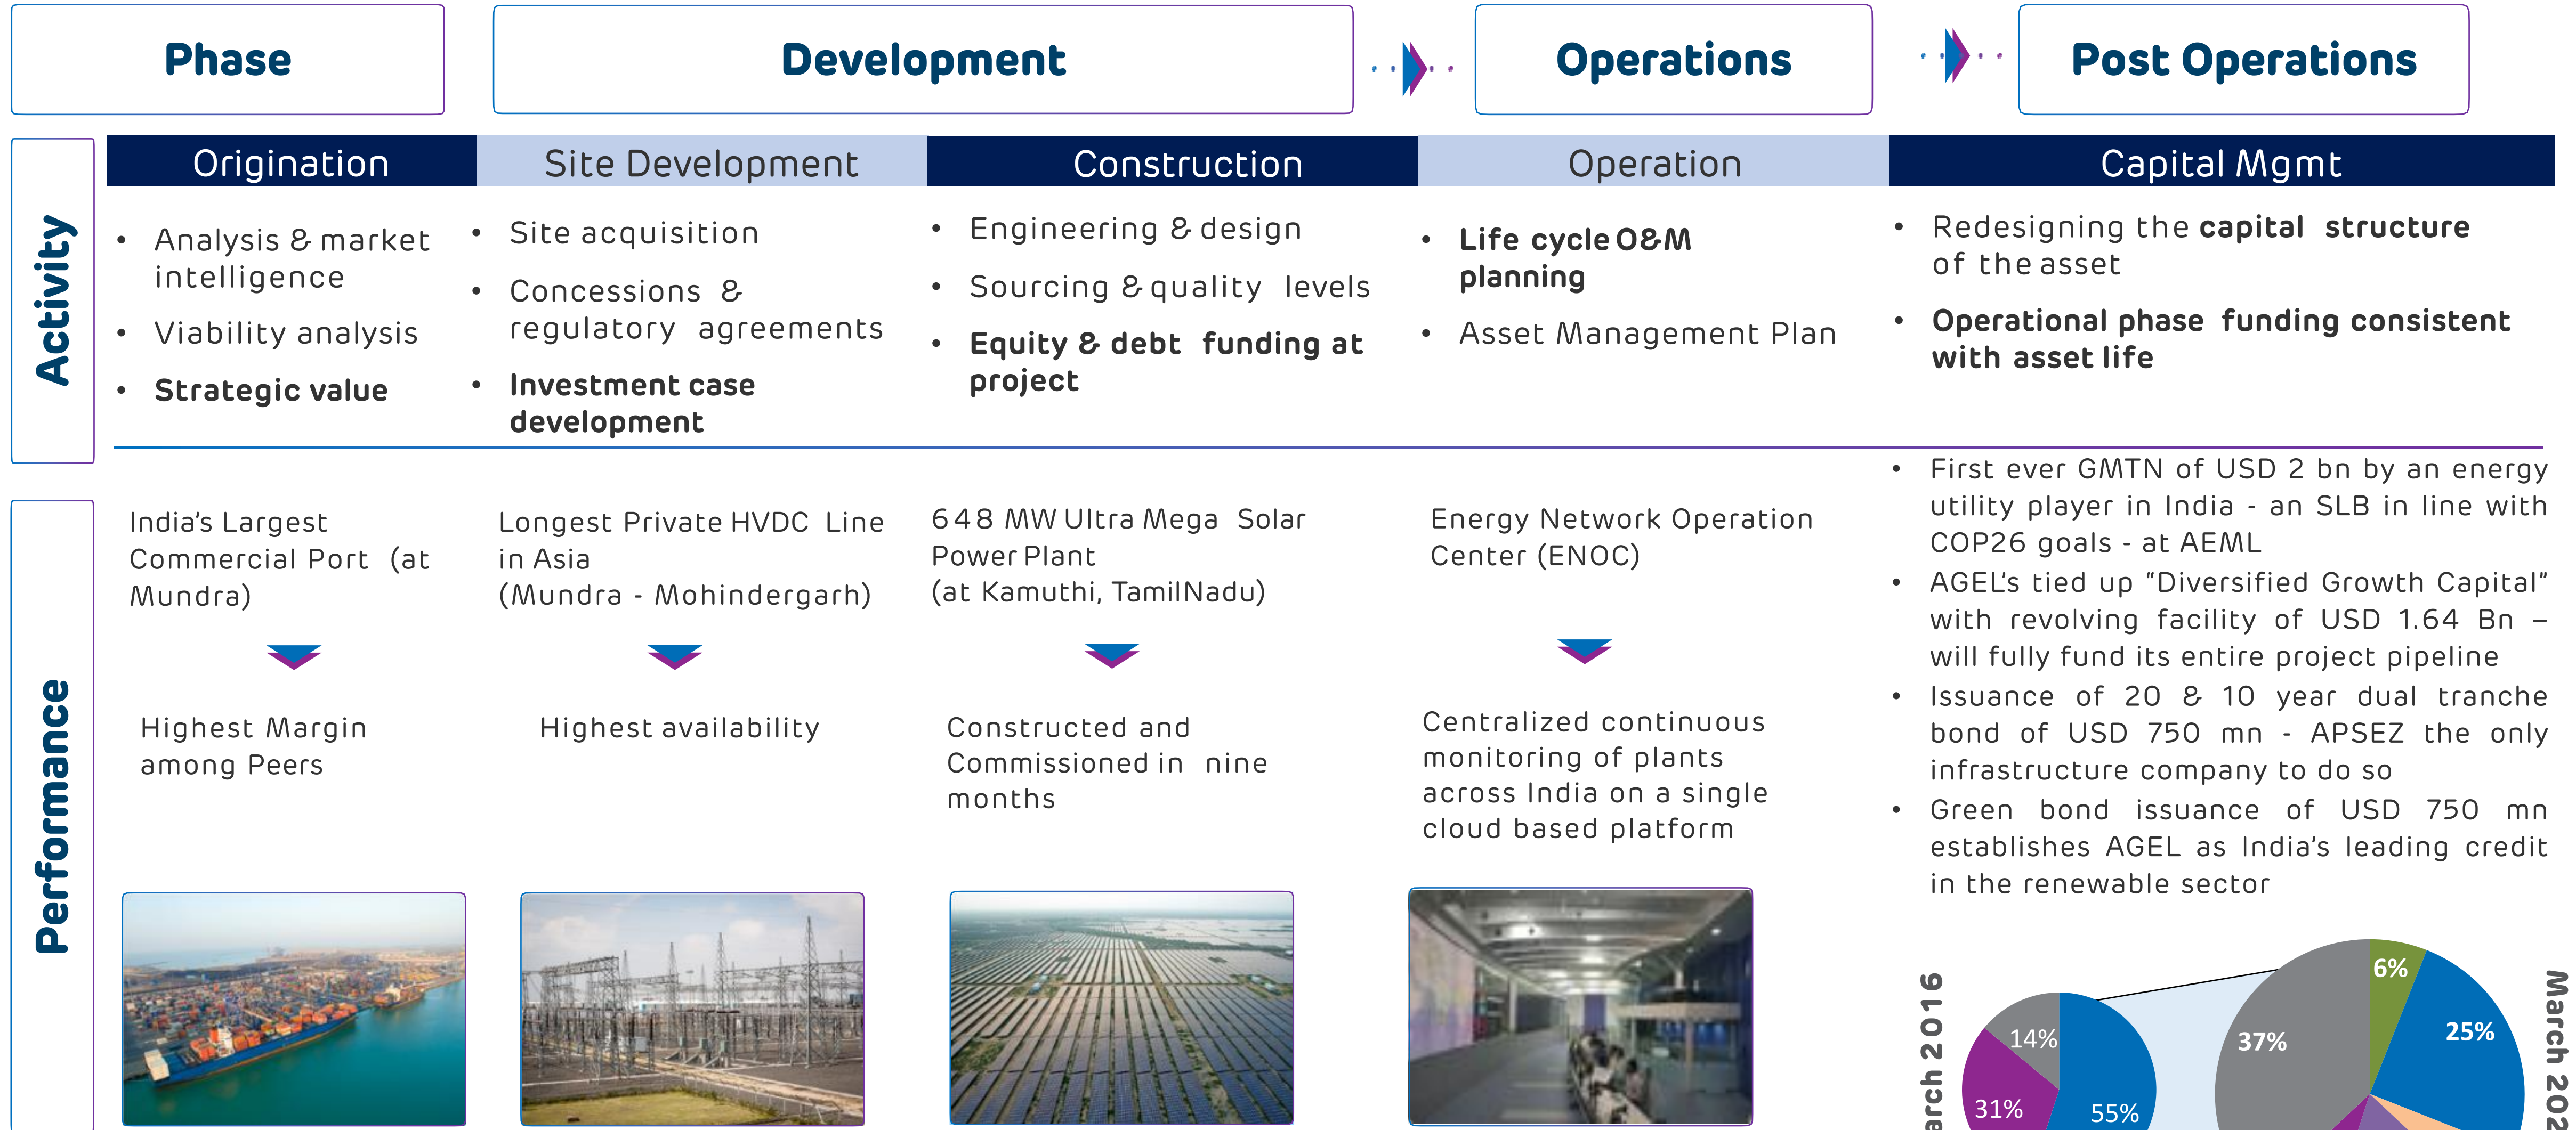 Phase
Development
Operations
Post Operations
Activity
Origination
Site Development
Construction
Operation
Capital Mgmt
• Analysis & market
intelligence
• Viability analysis
• Strategic value
• Site acquisition
• Concessions &
regulatory agreements
• Investment case
development
• Engineering & design
• Sourcing & quality levels
• Equity & debt funding at
project
• Life cycle O&M
planning
• Asset Management Plan
• Redesigning the capital structure
of the asset
• Operational phase funding consistent
with asset life
Performance
India's Largest
Commercial Port (at
Mundra)
Highest Margin
among Peers
Longest Private HVDC Line
in Asia
(Mundra - Mohindergarh)
Highest availability
648 MW Ultra Mega Solar
Power Plant
(at Kamuthi, TamilNadu)
Constructed and
Commissioned in nine
months
Energy Network Operation
Center (ENOC)
Centralized continuous
monitoring of plants
across India on a single
cloud based platform
• First ever GMTN of USD 2 bn by an energy
utility player in India - an SLB in line with
COP26 goals - at AEML
• AGEL's tied up "Diversified Growth Capital"
with revolving facility of USD 1.64 Bn –
will fully fund its entire project pipeline
• Issuance of 20 & 10 year dual tranche
bond of USD 750 mn - APSEZ the only
infrastructure company to do so
• Green bond issuance of USD 750 mn
establishes AGEL as India's leading credit
in the renewable sector
arch 2016
14%
31%
55%
6%
37%
25%
March 202